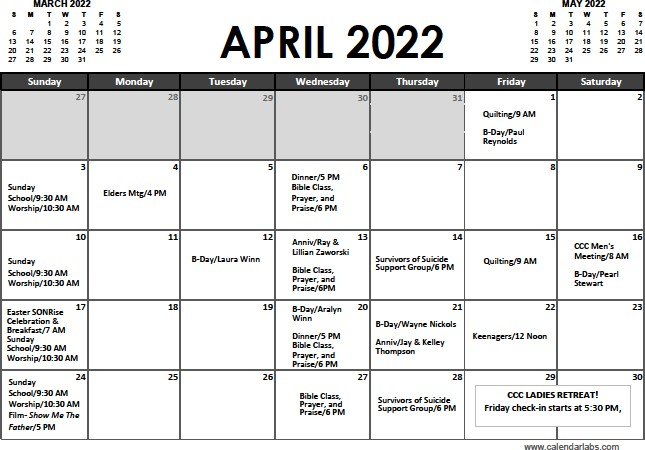 MARCH 2022
S M T W T F S
1 2 3 4 5
6 7 8 9 10 11 12
13 14 15 16 17 18 19
20 21 22 23 24 25 26
27 28 29 30 31
APRIL 2022
MAY 2022
S M T W T F S
1 2 3 4 5 6 7
8 9 10 11 12 13 14
15 16 17 18 19 20 21
22 23 24 25 26 27 28
29 30 31
Sunday Monday Tuesday Wednesday Thursday Friday Saturday
27 28 29 30 31 1 2
Quilting/9 AM
B-Day/Paul
Reynolds
3 4 5 6 7 8 9
Sunday
School/9:30 AM
Worship/10:30 AM
Elders Mtg/4 PM
Dinner/5 PM
Bible Class,
Prayer, and
Praise/6 PM
10 11 12 13 14 15 16
Sunday
School/9:30 AM
Worship/10:30 AM
B-Day/Laura Winn
Anniv/Ray &
Lillian Zaworski
Bible Class,
Prayer, and
Praise/6PM
Survivors of Suicide
Support Group/6 PM
Quilting/9 AM
CCC Men's
Meeting/8 AM
B-Day/Pearl
Stewart
17 18 19 20 21 22 23
Easter SONRise
Celebration &
Breakfast/7 AM
Sunday
School/9:30 AM
Worship/10:30 AM
B-Day/Aralyn
Winn
Dinner/5 PM
Bible Class,
Prayer, and
Praise/6 PM
B-Day/Wayne Nickols
Anniv/Jay & Kelley
Thompson
Keenagers/12 Noon
24 25 26 27 28 29 30
Sunday
School/9:30 AM
Worship/10:30 AM
Film- Show Me The
Father/5 PM
Bible Class,
Prayer, and
Praise/6 PM
Survivors of Suicide
Support Group/6 PM
CCC LADIES RETREAT!
Friday check-in starts at 5:30 PM,
www.calendarlabs.com